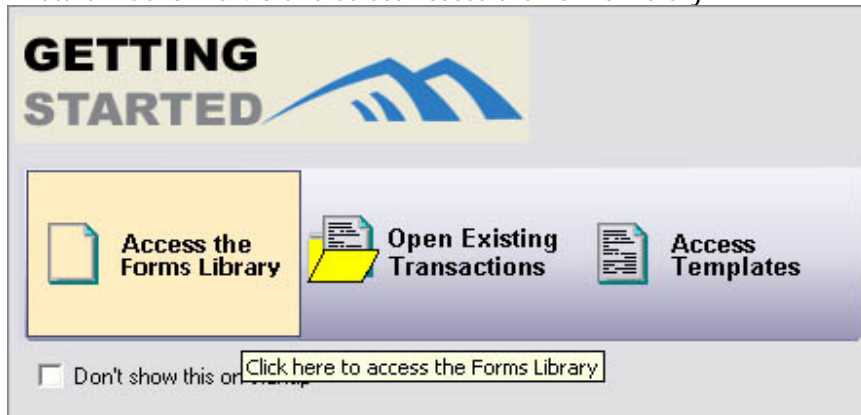 GETTING
STARTED
Access the
Forms Library
Open Existing
Transactions
Access
Templates
Don't show this on
Click here to access the Forms Library